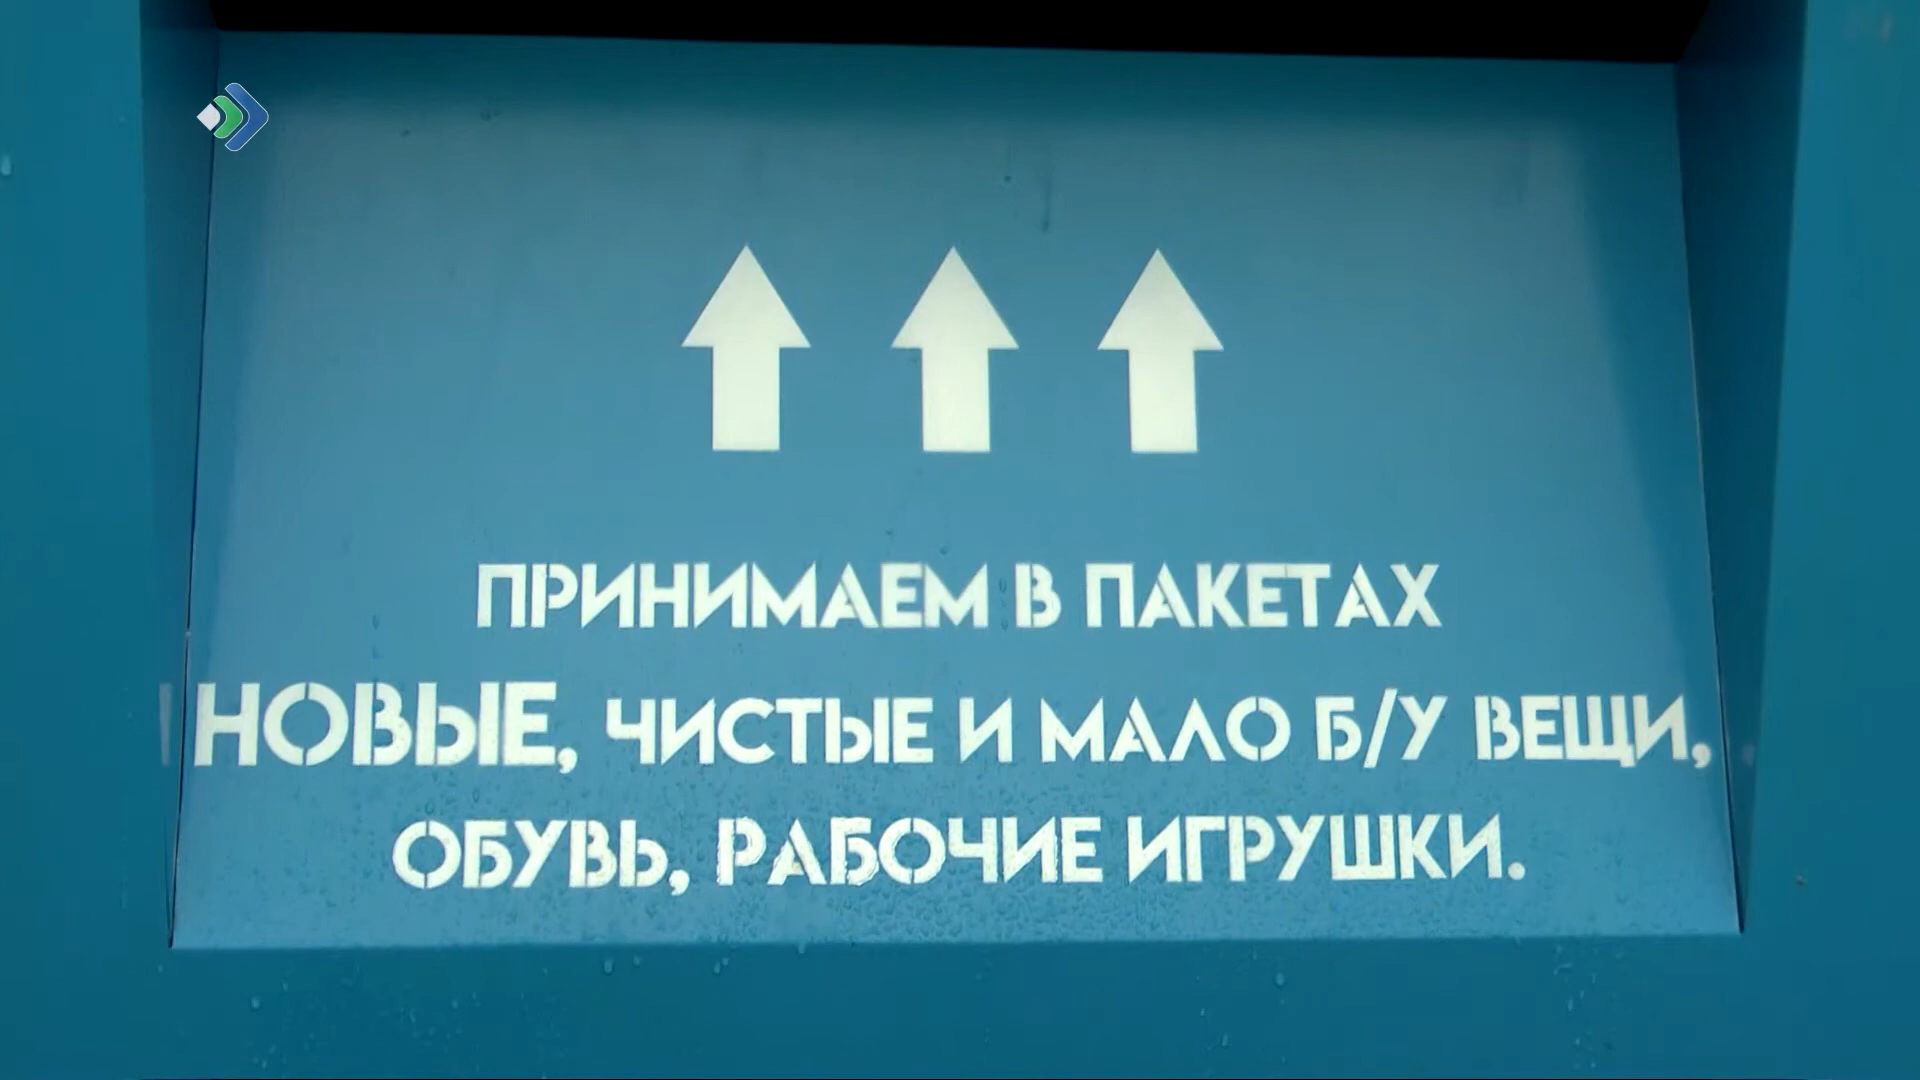 ПРИНИМАЕМ В ПАКЕТАХ
НОВЫЕ, ЧИСТЫЕ И МАЛО Б/У ВЕЩИ,
ОБУВЬ, РАБОЧИЕ ИГРУШКИ.